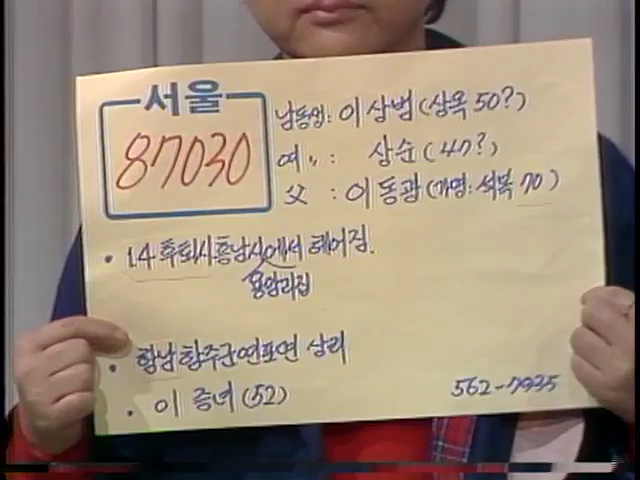 서울
87030
남동생: 이상범 (상옥 50?)
여 〃 : 상순 (47?)
父 : 이동광 (가명: 석복 70)
· 1.4 후퇴시 흥남시에서 헤어짐.
용암리집
· 함남 함주군 연포면 상리
· 이증녀 (52)
562-7935